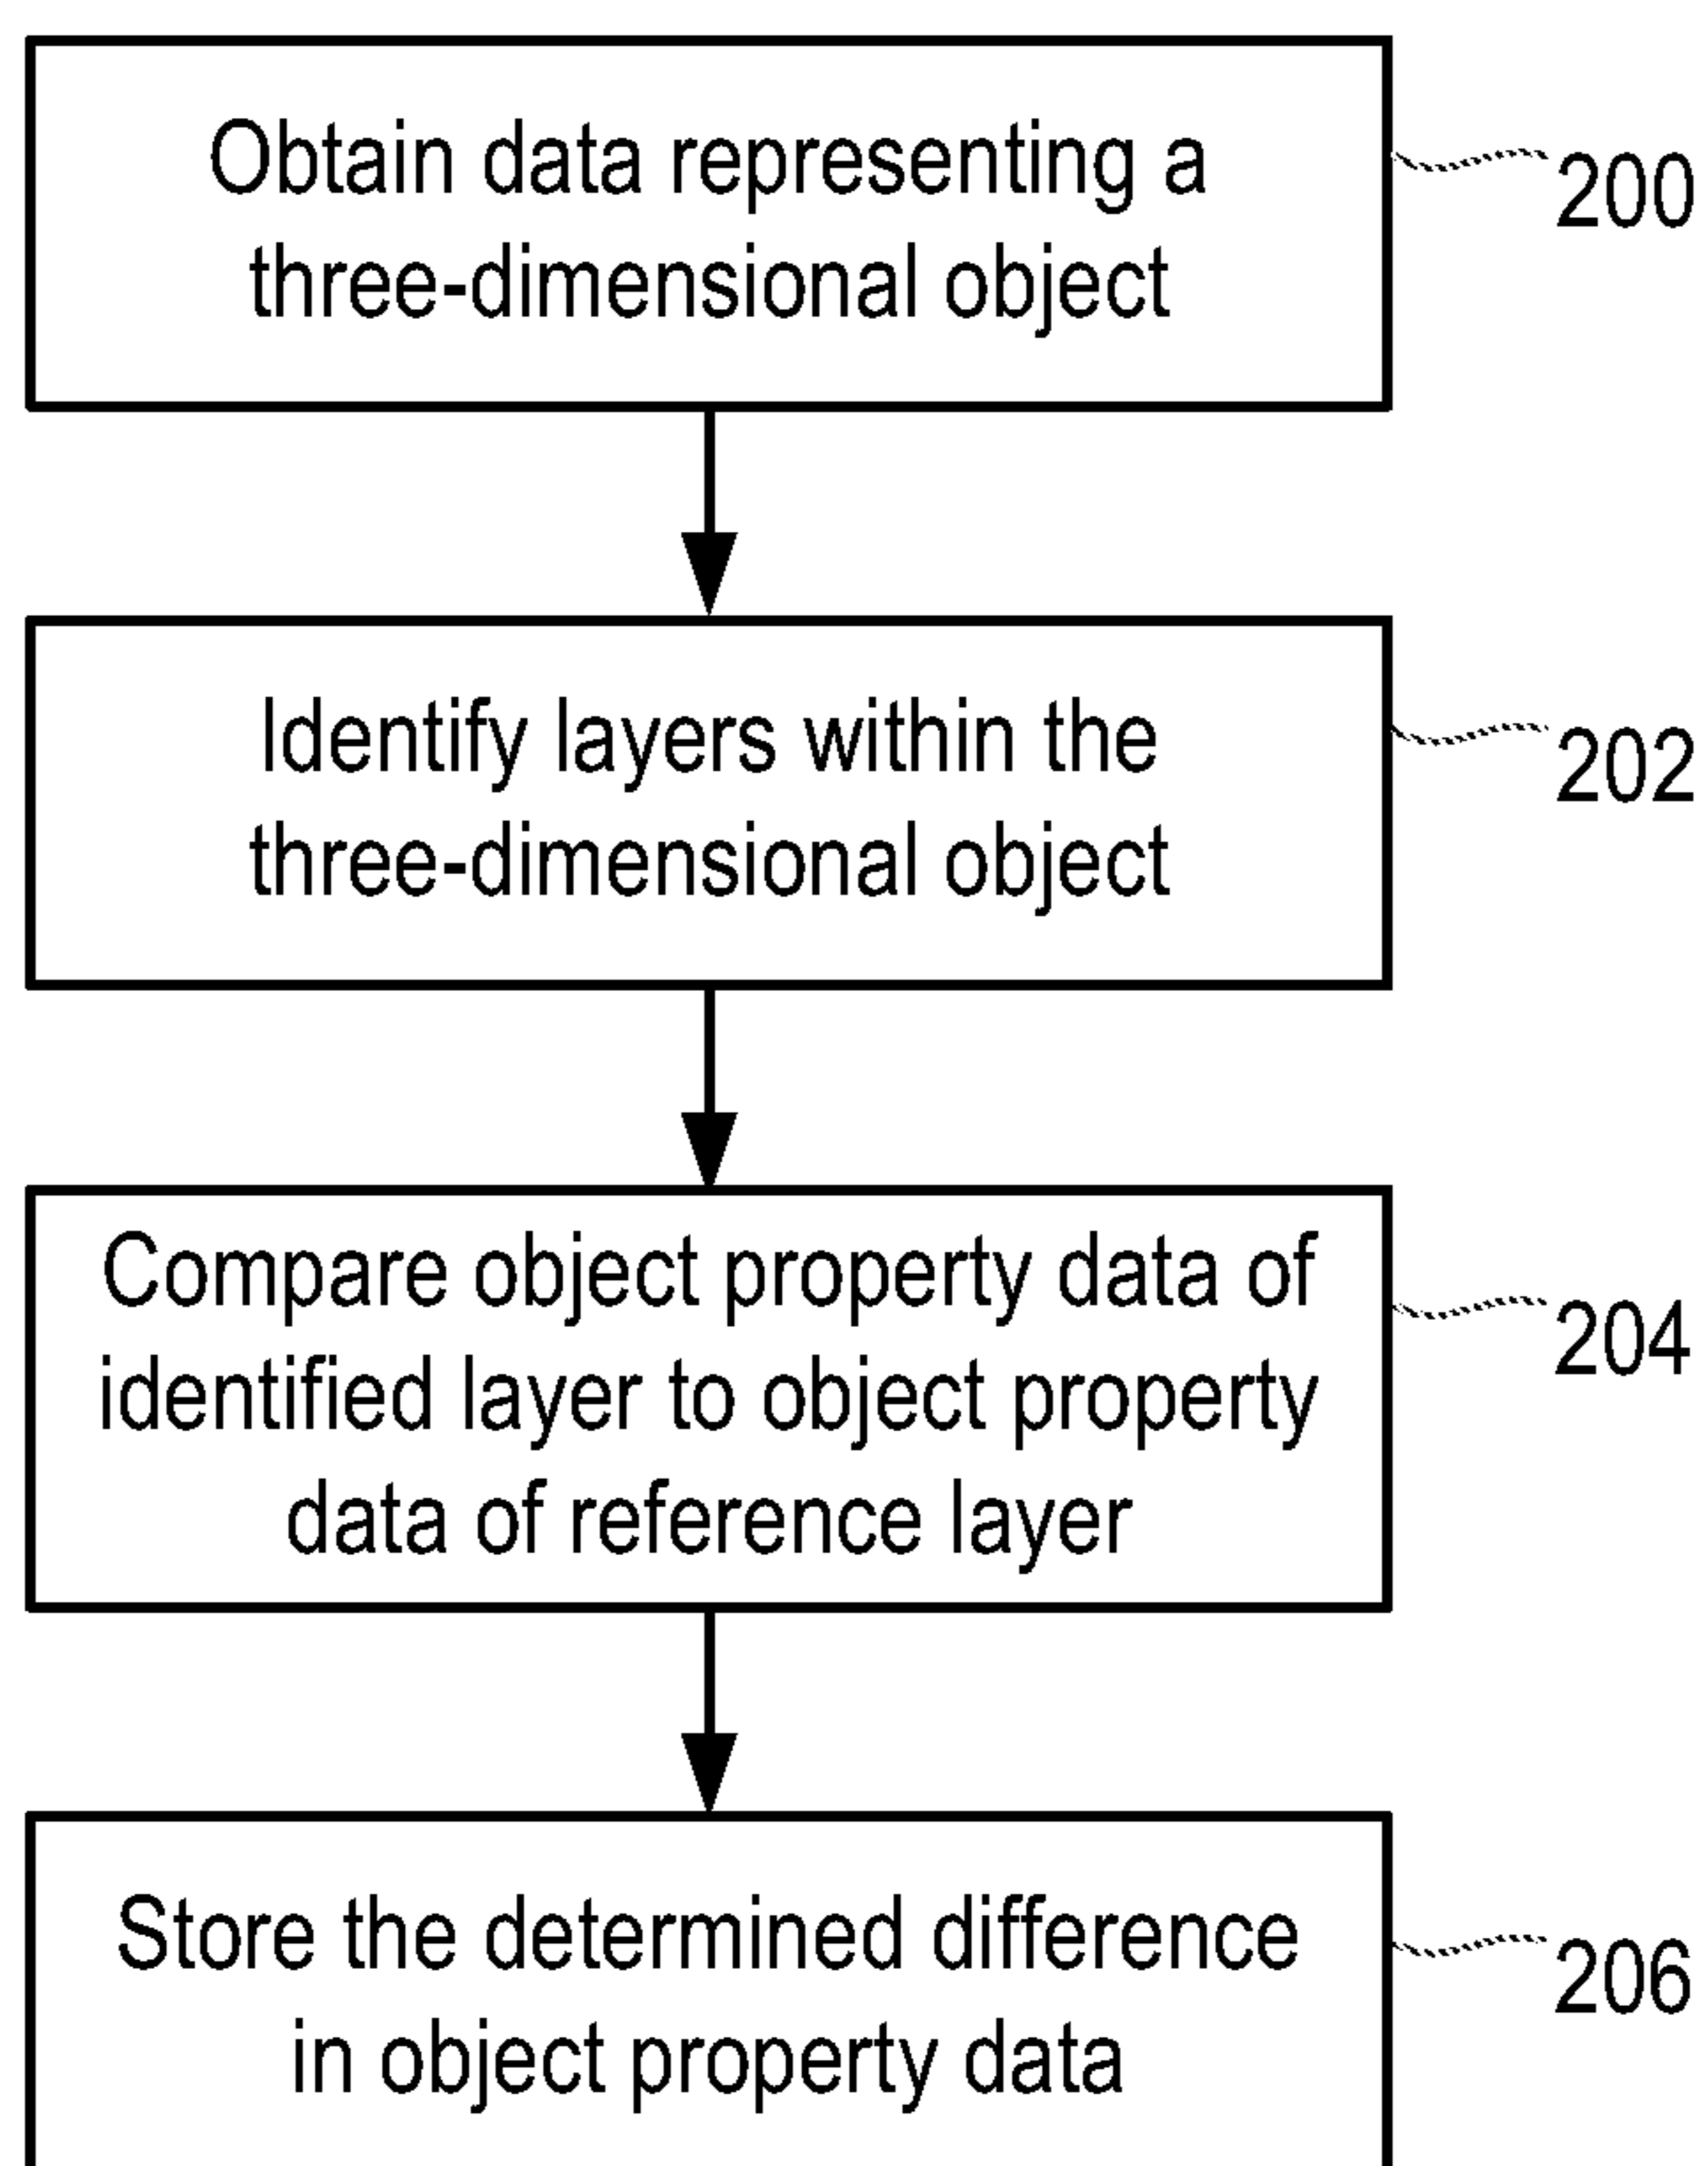 Obtain data representing a
three-dimensional object
200
Identify layers within the
three-dimensional object
202
Compare object property data of
identified layer to object property
data of reference layer
204
Store the determined difference
in object property data
206